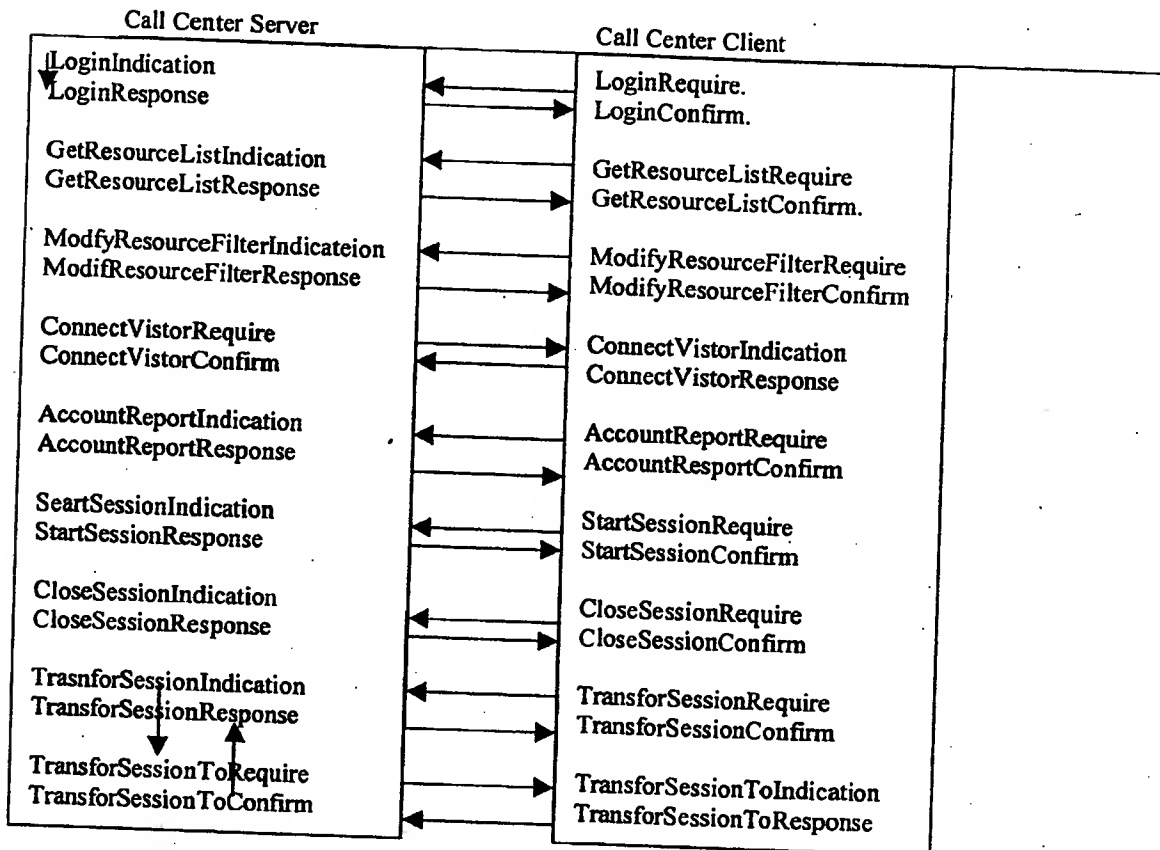 Call Center Server
Call Center Client
LoginIndication
LoginResponse
LoginRequire.
LoginConfirm.
GetResourceListIndication
GetResourceListResponse
GetResourceListRequire
GetResourceListConfirm.
ModfyResourceFilterIndicateion
ModifResourceFilterResponse
ModifyResourceFilterRequire
ModifyResourceFilterConfirm
ConnectVistorRequire
ConnectVistorConfirm
ConnectVistorIndication
ConnectVistorResponse
AccountReportIndication
AccountReportResponse
AccountReportRequire
AccountResportConfirm
SeartSessionIndication
StartSessionResponse
StartSessionRequire
StartSessionConfirm
CloseSessionIndication
CloseSessionResponse
CloseSessionRequire
CloseSessionConfirm
TrasnforSessionIndication
TransforSessionResponse
TransforSessionRequire
TransforSessionConfirm
TransforSessionToRequire
TransforSessionToConfirm
TransforSessionToIndication
TransforSessionToResponse